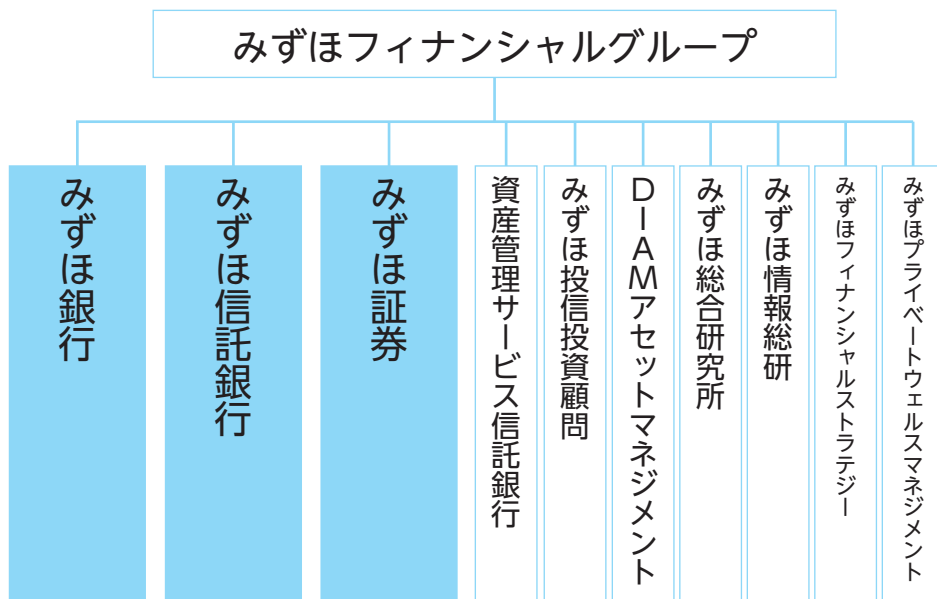 みずほフィナンシャルグループ
みずほ銀行
みずほ信託銀行
みずほ証券
資産管理サービス信託銀行
みずほ投信投資顧問
DIAMアセットマネジメント
みずほ総合研究所
みずほ情報総研
みずほフィナンシャルストラテジー
みずほプライベートウェルスマネジメント